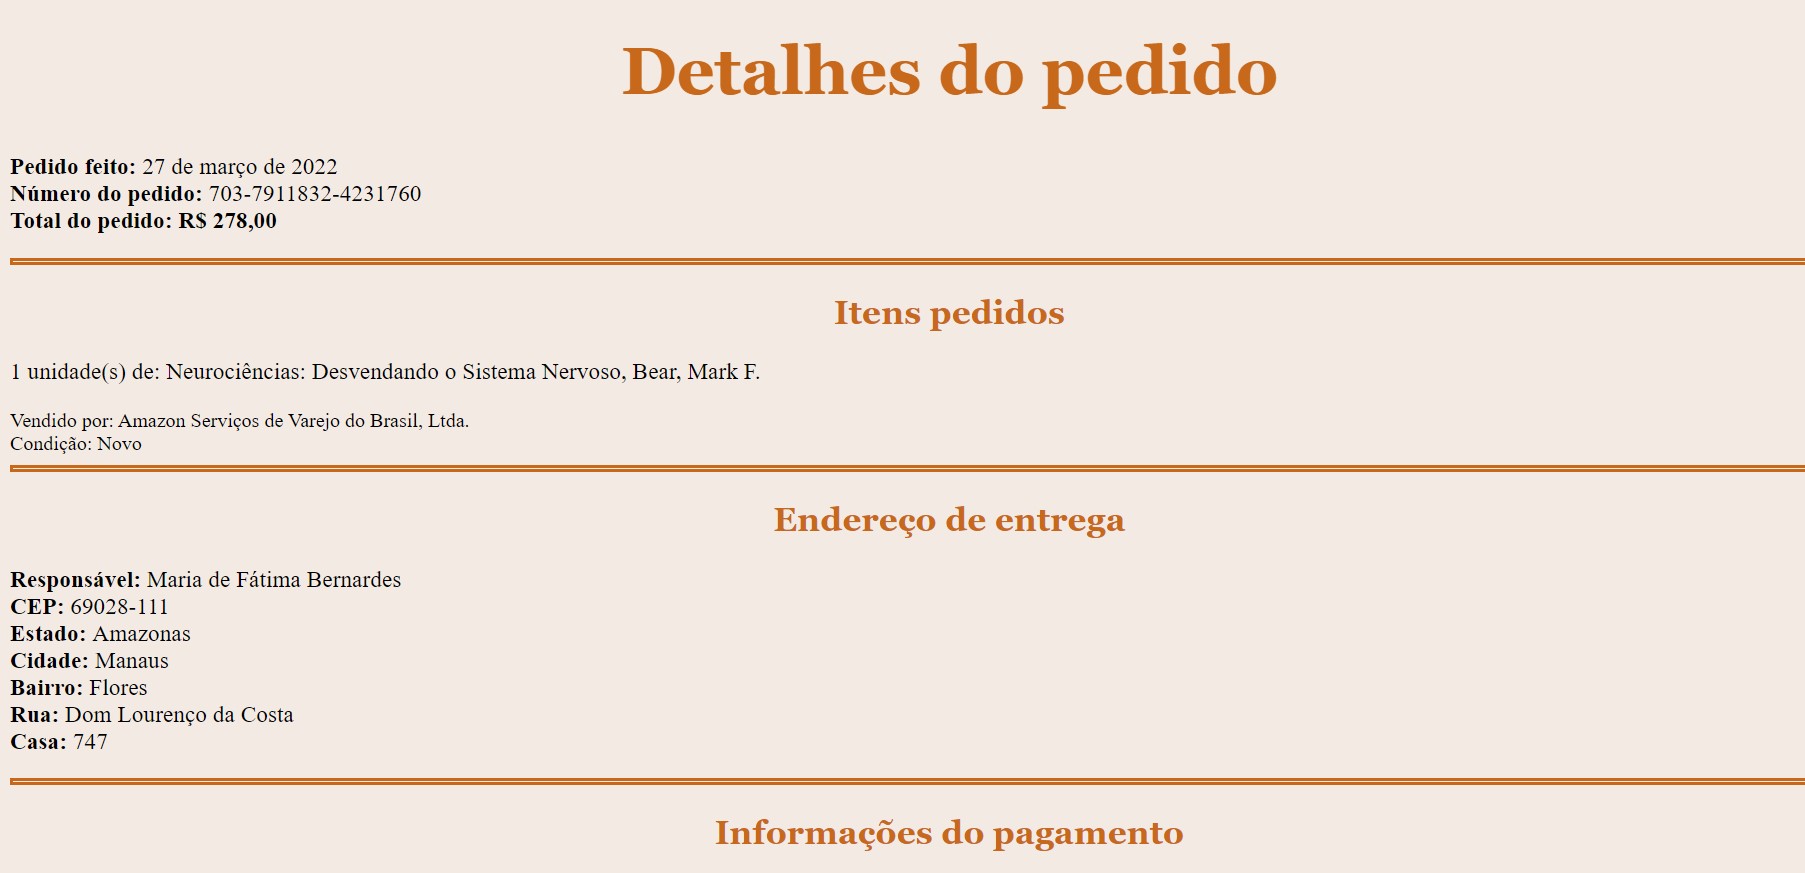 Detalhes do pedido
Pedido feito: 27 de março de 2022
Número do pedido: 703-7911832-4231760
Total do pedido: R$ 278,00
Itens pedidos
1 unidade(s) de: Neurociências: Desvendando o Sistema Nervoso, Bear, Mark F.
Vendido por: Amazon Serviços de Varejo do Brasil, Ltda.
Condição: Novo
Endereço de entrega
Responsável: Maria de Fátima Bernardes
CEP: 69028-111
Estado: Amazonas
Cidade: Manaus
Bairro: Flores
Rua: Dom Lourenço da Costa
Casa: 747
Informações do pagamento